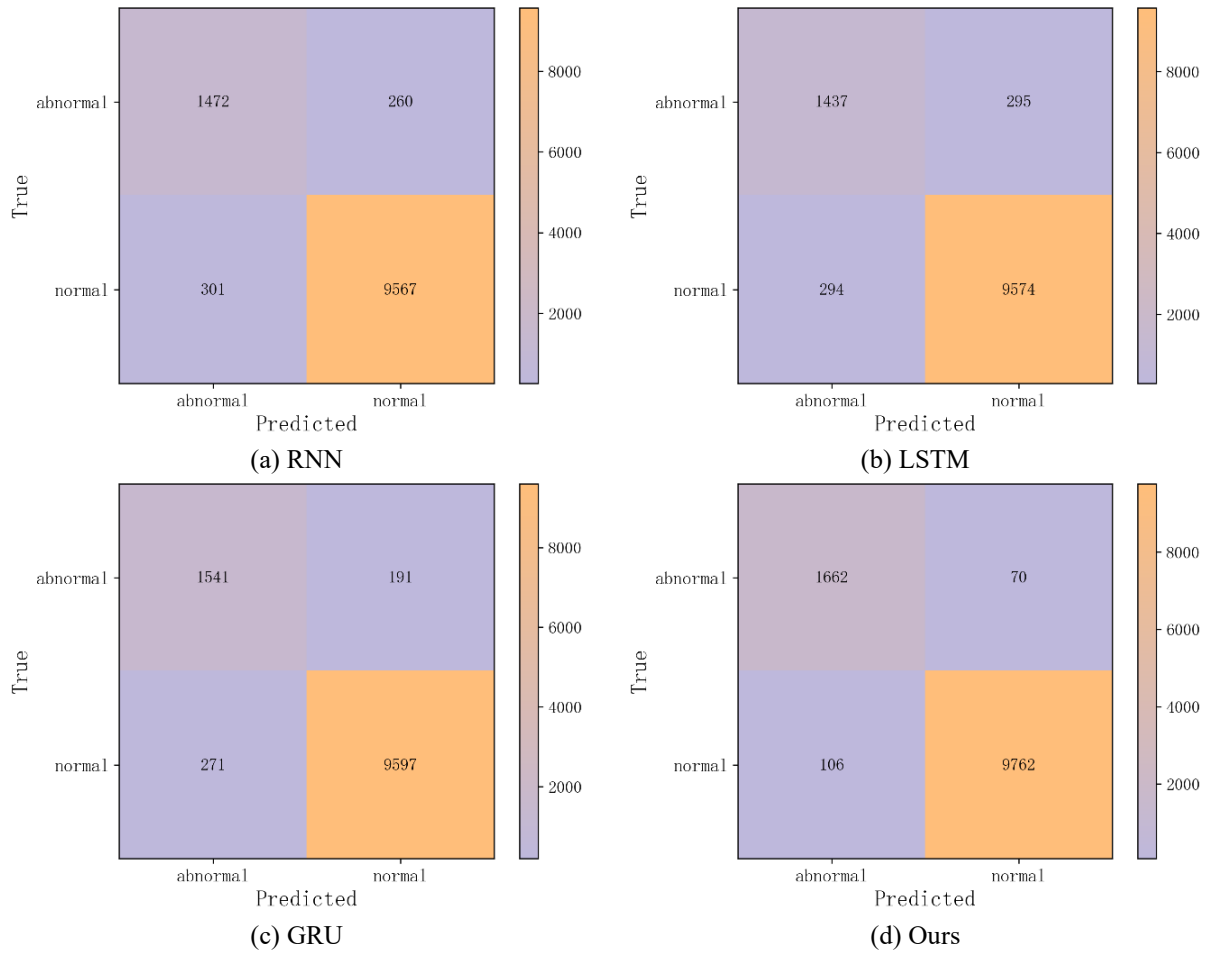 8000
6000
4000
2000
abnormal
normal
True
1472
260
301
9567
abnormal
normal
Predicted
(a) RNN
8000
6000
4000
2000
abnormal
normal
True
1437
295
294
9574
abnormal
normal
Predicted
(b) LSTM
8000
6000
4000
2000
abnormal
normal
True
1541
191
271
9597
abnormal
normal
Predicted
(c) GRU
8000
6000
4000
2000
abnormal
normal
True
1662
70
106
9762
abnormal
normal
Predicted
(d) Ours